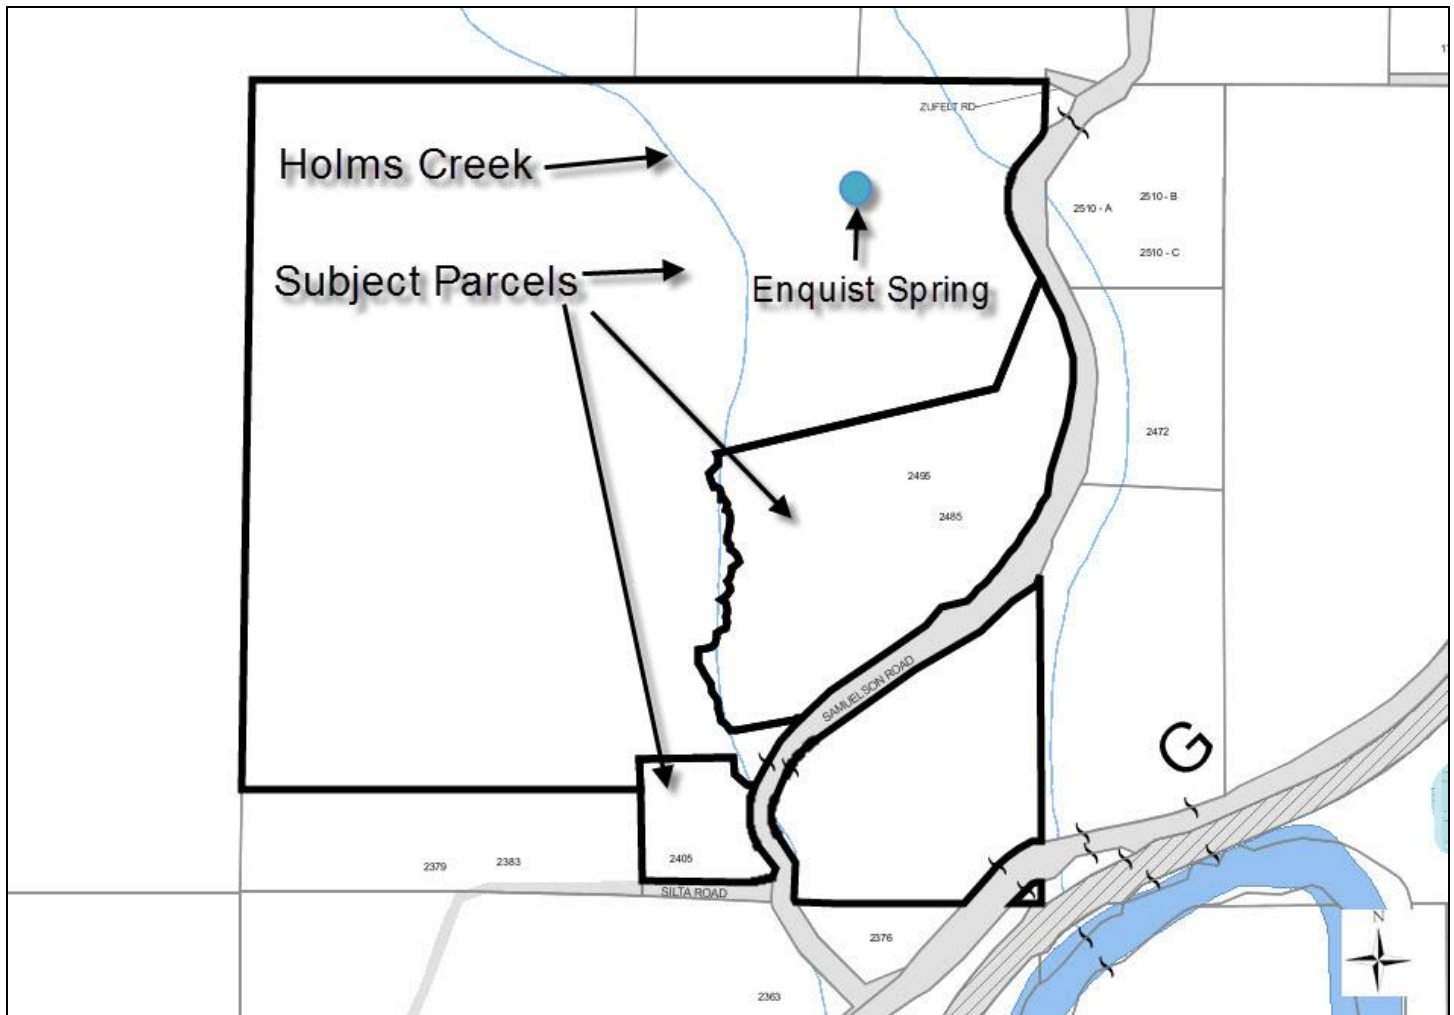 ZUFELT RD
Holms Creek
2510 - A
2510 - B
2510 - C
Subject Parcels
Enquist Spring
2472
2495
2485
SAMUELSON ROAD
G
2379
2383
2405
SILTA ROAD
2376
N
2363